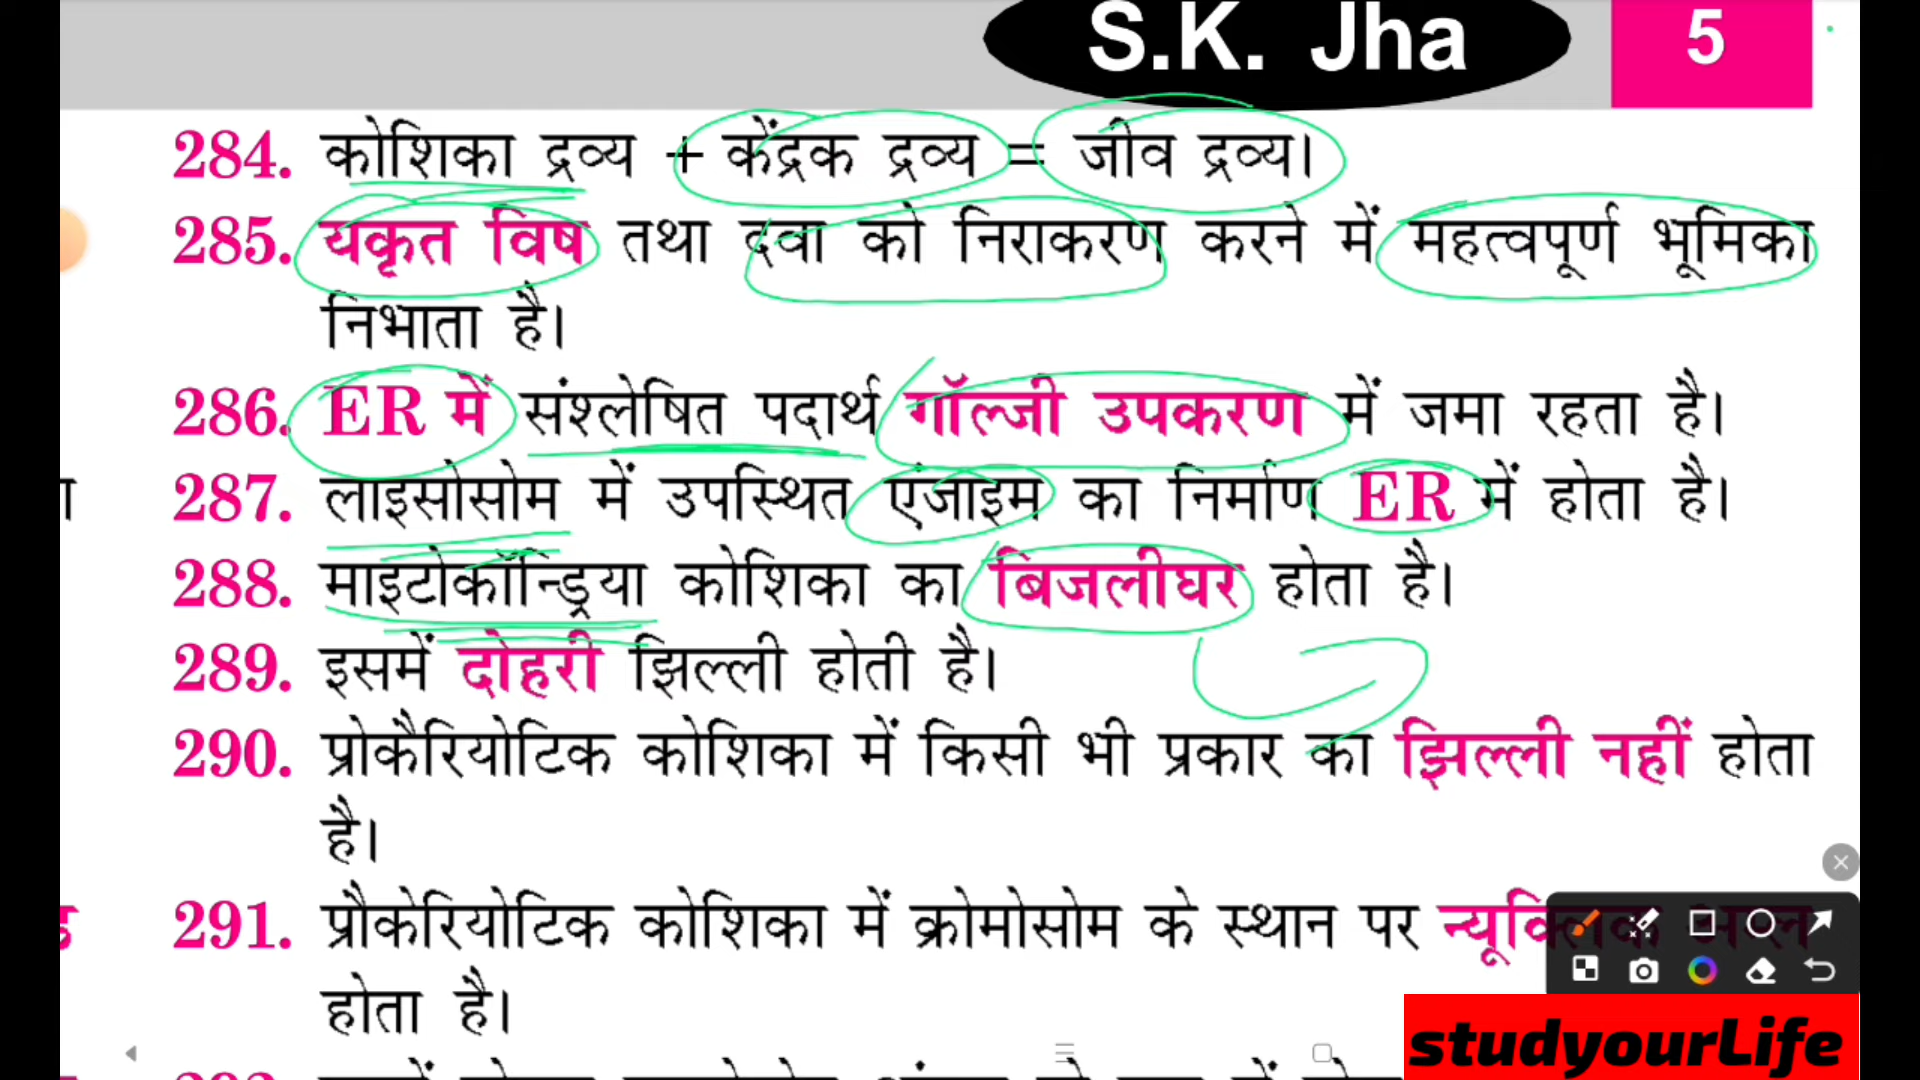 S.K. Jha 5
284. कोशिका द्रव्य + केंद्रक द्रव्य = जीव द्रव्य।
285. यकृत विष तथा दवा को निराकरण करने में महत्वपूर्ण भूमिका
निभाता है।
286. ER में संश्लेषित पदार्थ गॉल्जी उपकरण में जमा रहता है।
287. लाइसोसोम में उपस्थित एंजाइम का निर्माण ER में होता है।
288. माइटोकॉन्ड्रिया कोशिका का बिजलीघर होता है।
289. इसमें दोहरी झिल्ली होती है।
290. प्रोकैरियोटिक कोशिका में किसी भी प्रकार का झिल्ली नहीं होता
है।
291. प्रौकेरियोटिक कोशिका में क्रोमोसोम के स्थान पर न्यूक्लिक अम्ल
होता है।
studyourLife